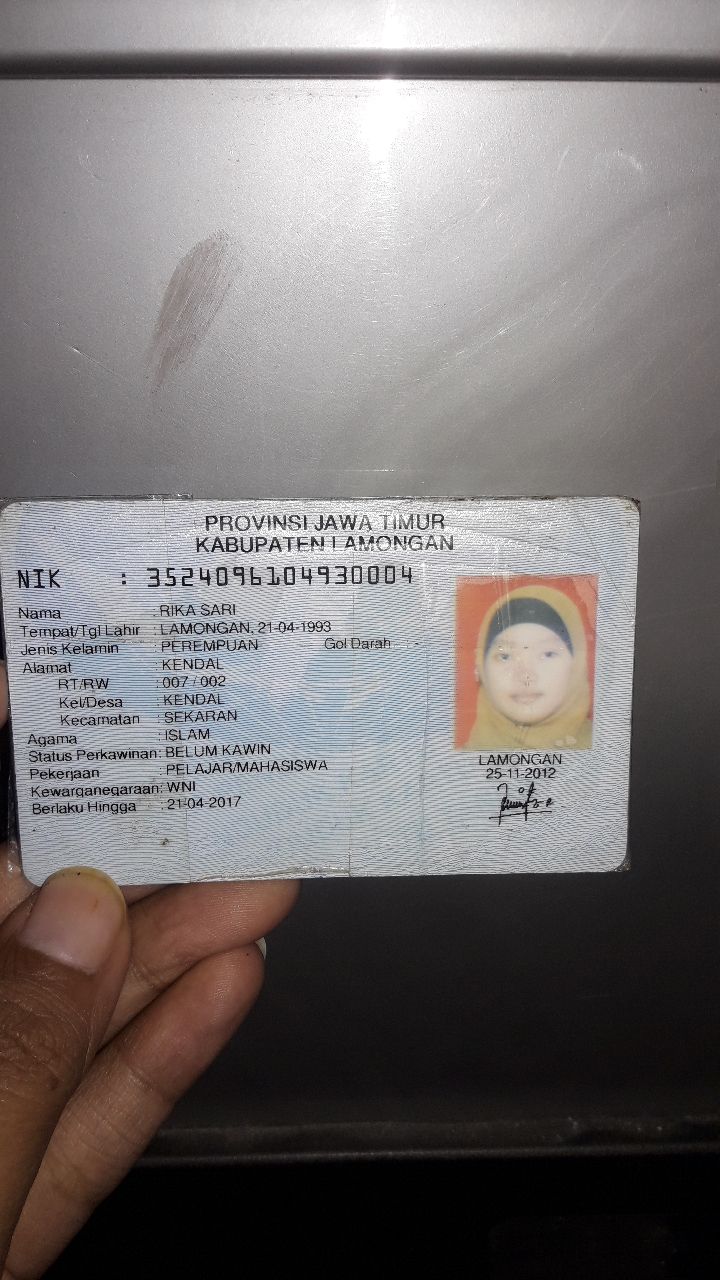 PROVINSI JAWA TIMUR
KABUPATEN LAMONGAN
NIK : 3524096104930004
Nama : RIKA SARI
Tempat/Tgl Lahir : LAMONGAN, 21-04-1993
Jenis Kelamin : PEREMPUAN Gol Darah : -
Alamat : KENDAL
RT/RW : 007 / 002
Kel/Desa : KENDAL
Kecamatan : SEKARAN
Agama : ISLAM
Status Perkawinan: BELUM KAWIN
Pekerjaan : PELAJAR/MAHASISWA
Kewarganegaraan: WNI
Berlaku Hingga : 21-04-2017
LAMONGAN
25-11-2012